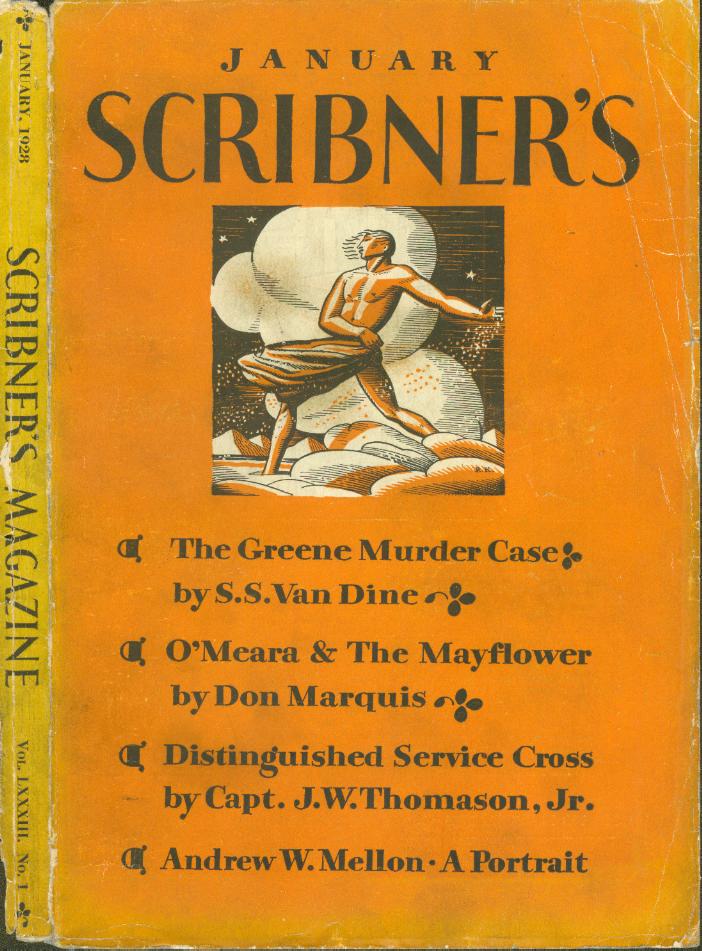 JANUARY, 1928
SCRIBNER'S MAGAZINE
VOL. LXXXIII. NO. 1
JANUARY
SCRIBNER'S
R.K.
The Greene Murder Case
by S.S.Van Dine
O'Meara & The Mayflower
by Don Marquis
Distinguished Service Cross
by Capt. J.W.Thomason, Jr.
Andrew W. Mellon · A Portrait